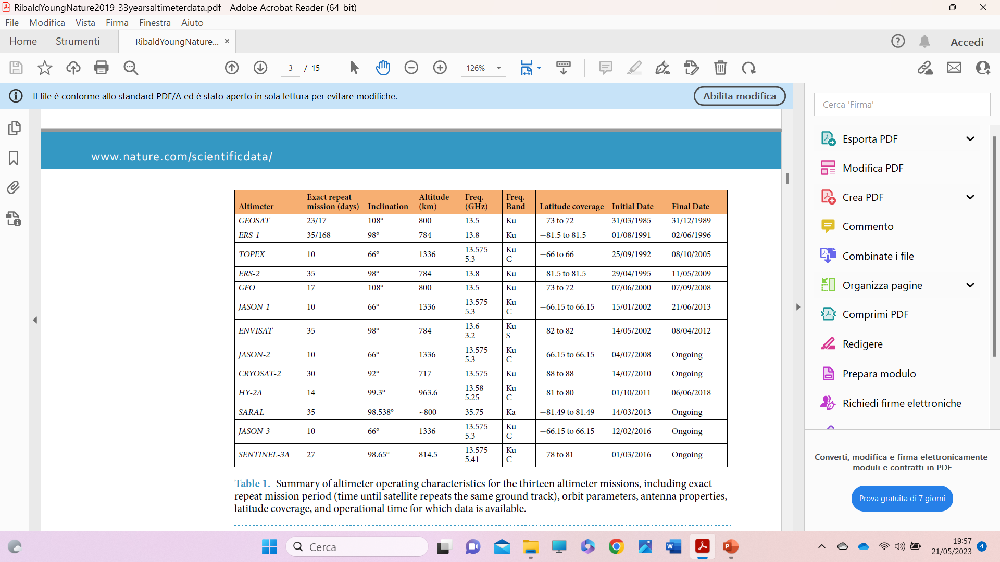 RibaldYoungNature2019-33yearsaltimeterdata.pdf - Adobe Acrobat Reader (64-bit)
File Modifica Vista Firma Finestra Aiuto
Home Strumenti RibaldYoungNature... × Accedi
3 / 15 126%
Il file è conforme allo standard PDF/A ed è stato aperto in sola lettura per evitare modifiche. Abilita modifica
www.nature.com/scientificdata/
Altimeter Exact repeat mission (days) Inclination Altitude (km) Freq. (GHz) Freq. Band Latitude coverage Initial Date Final Date
GEOSAT 23/17 108° 800 13.5 Ku −73 to 72 31/03/1985 31/12/1989
ERS-1 35/168 98° 784 13.8 Ku −81.5 to 81.5 01/08/1991 02/06/1996
TOPEX 10 66° 1336 13.575 5.3 Ku C −66 to 66 25/09/1992 08/10/2005
ERS-2 35 98° 784 13.8 Ku −81.5 to 81.5 29/04/1995 11/05/2009
GFO 17 108° 800 13.5 Ku −73 to 72 07/06/2000 07/09/2008
JASON-1 10 66° 1336 13.575 5.3 Ku C −66.15 to 66.15 15/01/2002 21/06/2013
ENVISAT 35 98° 784 13.6 3.2 Ku S −82 to 82 14/05/2002 08/04/2012
JASON-2 10 66° 1336 13.575 5.3 Ku C −66.15 to 66.15 04/07/2008 Ongoing
CRYOSAT-2 30 92° 717 13.575 Ku −88 to 88 14/07/2010 Ongoing
HY-2A 14 99.3° 963.6 13.58 5.25 Ku C −81 to 80 01/10/2011 06/06/2018
SARAL 35 98.538° ~800 35.75 Ka −81.49 to 81.49 14/03/2013 Ongoing
JASON-3 10 66° 1336 13.575 5.3 Ku C −66.15 to 66.15 12/02/2016 Ongoing
SENTINEL-3A 27 98.65° 814.5 13.575 5.41 Ku C −78 to 81 01/03/2016 Ongoing
Table 1. Summary of altimeter operating characteristics for the thirteen altimeter missions, including exact
repeat mission period (time until satellite repeats the same ground track), orbit parameters, antenna properties,
latitude coverage, and operational time for which data is available.
Cerca 'Firma'
Esporta PDF
Modifica PDF
Crea PDF
Commento
Combinate i file
Organizza pagine
Comprimi PDF
Redigere
Prepara modulo
Richiedi firme elettroniche
Converti, modifica e firma elettronicamente
moduli e contratti in PDF
Prova gratuita di 7 giorni
Cerca
19:57
21/05/2023
4